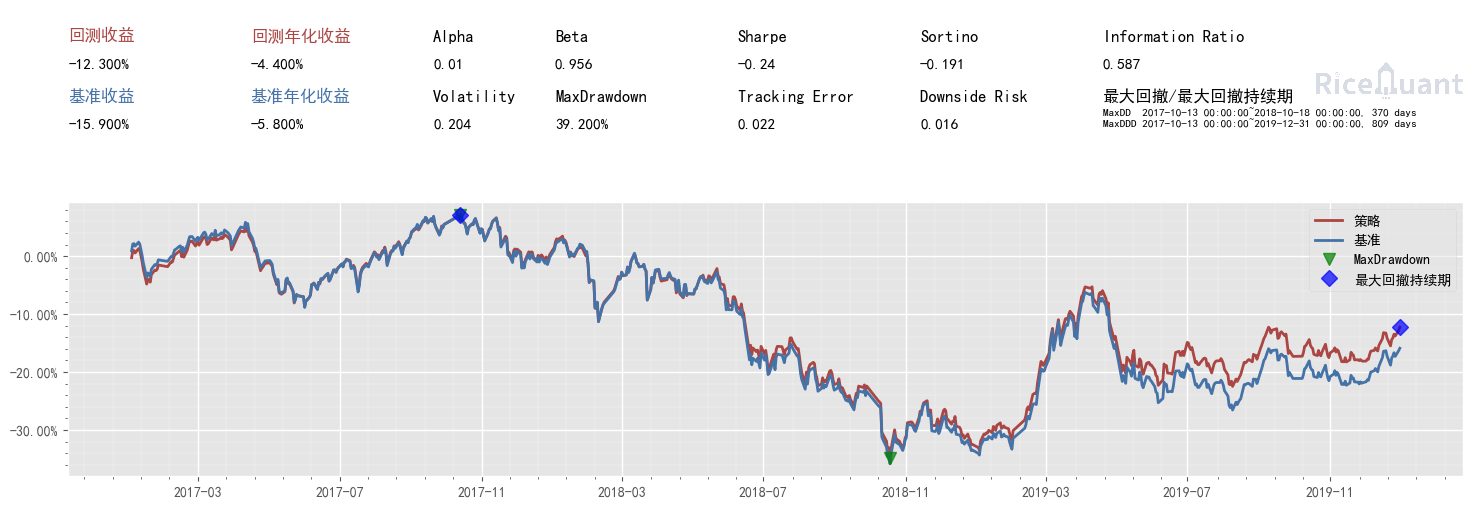 回测收益 回测年化收益 Alpha Beta Sharpe Sortino Information Ratio
-12.300% -4.400% 0.01 0.956 -0.24 -0.191 0.587
RiceQuant
基准收益 基准年化收益 Volatility MaxDrawdown Tracking Error Downside Risk 最大回撤/最大回撤持续期
-15.900% -5.800% 0.204 39.200% 0.022 0.016
MaxDD 2017-10-13 00:00:00~2018-10-18 00:00:00, 370 days
MaxDDD 2017-10-13 00:00:00~2019-12-31 00:00:00, 809 days
策略
基准
MaxDrawdown
最大回撤持续期
0.00%
-10.00%
-20.00%
-30.00%
2017-03 2017-07 2017-11 2018-03 2018-07 2018-11 2019-03 2019-07 2019-11